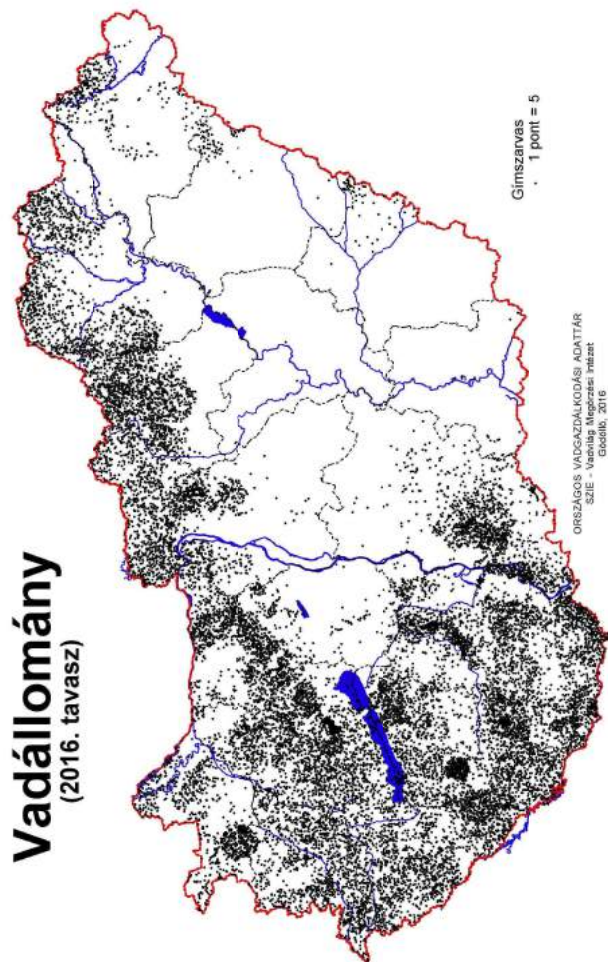 Vadállomány
(2016. tavasz)
Gímszarvas
. 1 pont = 5
ORSZÁGOS VADGAZDÁLKODÁSI ADATTÁR
SZIE - Vadvilág Megőrzési Intézet
Gödöllő, 2016